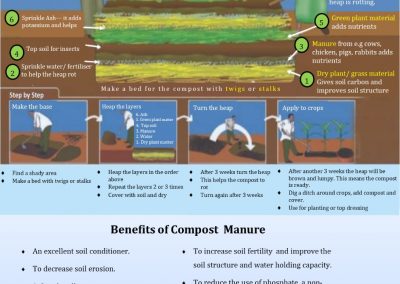 heap is rotting.
6 Sprinkle Ash— it adds
potassium and helps
5 Green plant material
adds nutrients
4 Top soil for insects
3 Manure from e.g cows,
chicken, pigs, rabbits adds
nutrients
2 Sprinkle water/ fertiliser
to help the heap rot
1 Dry plant/ grass material
Gives soil carbon and
improves soil structure
Make a bed for the compost with twigs or stalks
Step by Step
Make the base
Heap the layers
6. Ash
5. Green plant matter
4. Top soil
3. Manure
2. Water
1. Dry plant matter
Turn the heap
Apply to crops
• Find a shady area
• Make a bed with twigs or stalks
• Heap the layers in the order
above
• Repeat the layers 2 or 3 times
• Cover with soil and dry
• After 3 weeks turn the heap
• This helps the compost to
rot
• Turn again after 3 weeks
• After another 3 weeks the heap will be
brown and lumpy. This means the compost
is ready.
• Dig a ditch around crops, add compost and
cover.
• Use for planting or top dressing
Benefits of Compost Manure
• An excellent soil conditioner.
• To decrease soil erosion.
• To increase soil fertility and improve the
soil structure and water holding capacity.
• To reduce the use of phosphate, a non-